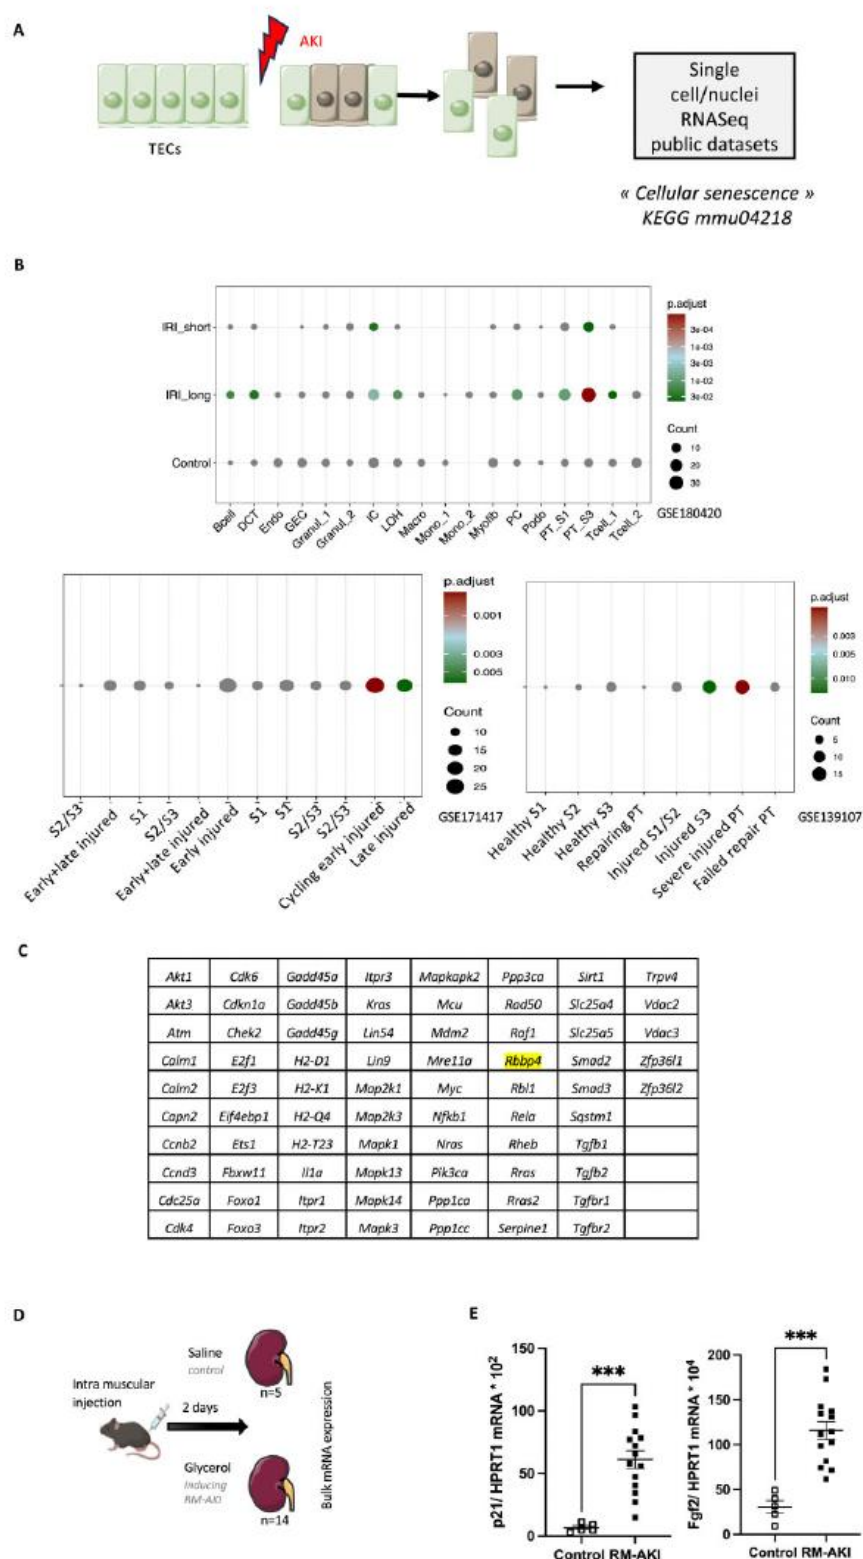 A
AKI
TECs
Single
cell/nuclei
RNASeq
public datasets
« Cellular senescence »
KEGG mmu04218
B
IRI_short
IRI_long
Control
Bcell
DCT
Endo
GEC
Granul_1
Granul_2
IC
LOH
Macro
Mono_1
Mono_2
Myofib
PC
Podo
PT_S1
PT_S3
Tcell_1
Tcell_2
p.adjust
3e-04
1e-03
3e-03
1e-02
3e-02
Count
10
20
30
GSE180420
S2/S3
Early+late injured
S1
S2/S3
Early+late injured
Early injured
S1
S1
S2/S3
S2/S3
Cycling early injured
Late injured
p.adjust
0.001
0.003
0.005
Count
10
15
20
25
GSE171417
Healthy S1
Healthy S2
Healthy S3
Repairing PT
Injured S1/S2
Injured S3
Severe injured PT
Failed repair PT
p.adjust
0.003
0.005
0.010
Count
5
10
15
GSE139107
C
Akt1 Cdk6 Gadd45a Itpr3 Mapkapk2 Ppp3ca Sirt1 Trpv4
Akt3 Cdkn1a Gadd45b Kras Mcu Rad50 Slc25a4 Vdac2
Atm Chek2 Gadd45g Lin54 Mdm2 Raf1 Slc25a5 Vdac3
Calm1 E2f1 H2-D1 Lin9 Mre11a Rbbp4 Smad2 Zfp36l1
Calm2 E2f3 H2-K1 Map2k1 Myc Rbl1 Smad3 Zfp36l2
Capn2 Eif4ebp1 H2-Q4 Map2k3 Nfkb1 Rela Sqstm1
Ccnb2 Ets1 H2-T23 Mapk1 Nras Rheb Tgfb1
Ccnd3 Fbxw11 Il1a Mapk13 Pik3ca Rras Tgfb2
Cdc25a Foxo1 Itpr1 Mapk14 Ppp1ca Rras2 Tgfbr1
Cdk4 Foxo3 Itpr2 Mapk3 Ppp1cc Serpine1 Tgfbr2
D
Intra muscular
injection
2 days
Saline
control
n=5
Glycerol
Inducing
RM-AKI
n=14
Bulk mRNA expression
E
p21/ HPRT1 mRNA * 10²
150
100
50
0
***
Control RM-AKI
Fgf2/ HPRT1 mRNA * 10⁴
200
150
100
50
0
***
Control RM-AKI